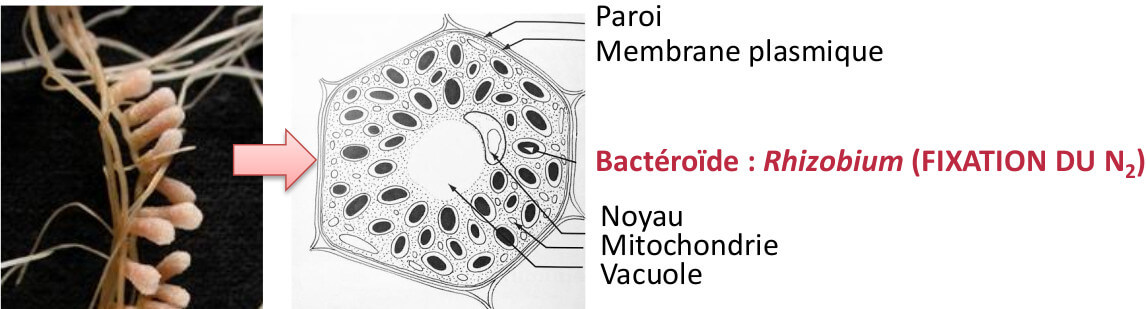 Paroi
Membrane plasmique
Bactéroïde : Rhizobium (FIXATION DU N2)
Noyau
Mitochondrie
Vacuole